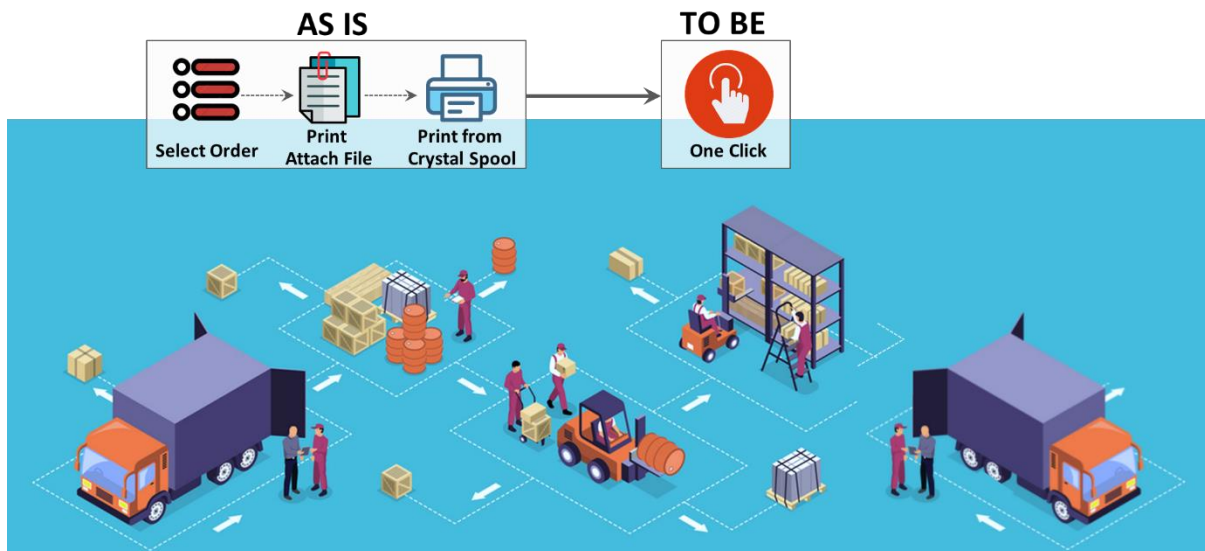 AS IS
TO BE
Select Order
Print
Attach File
Print from
Crystal Spool
One Click